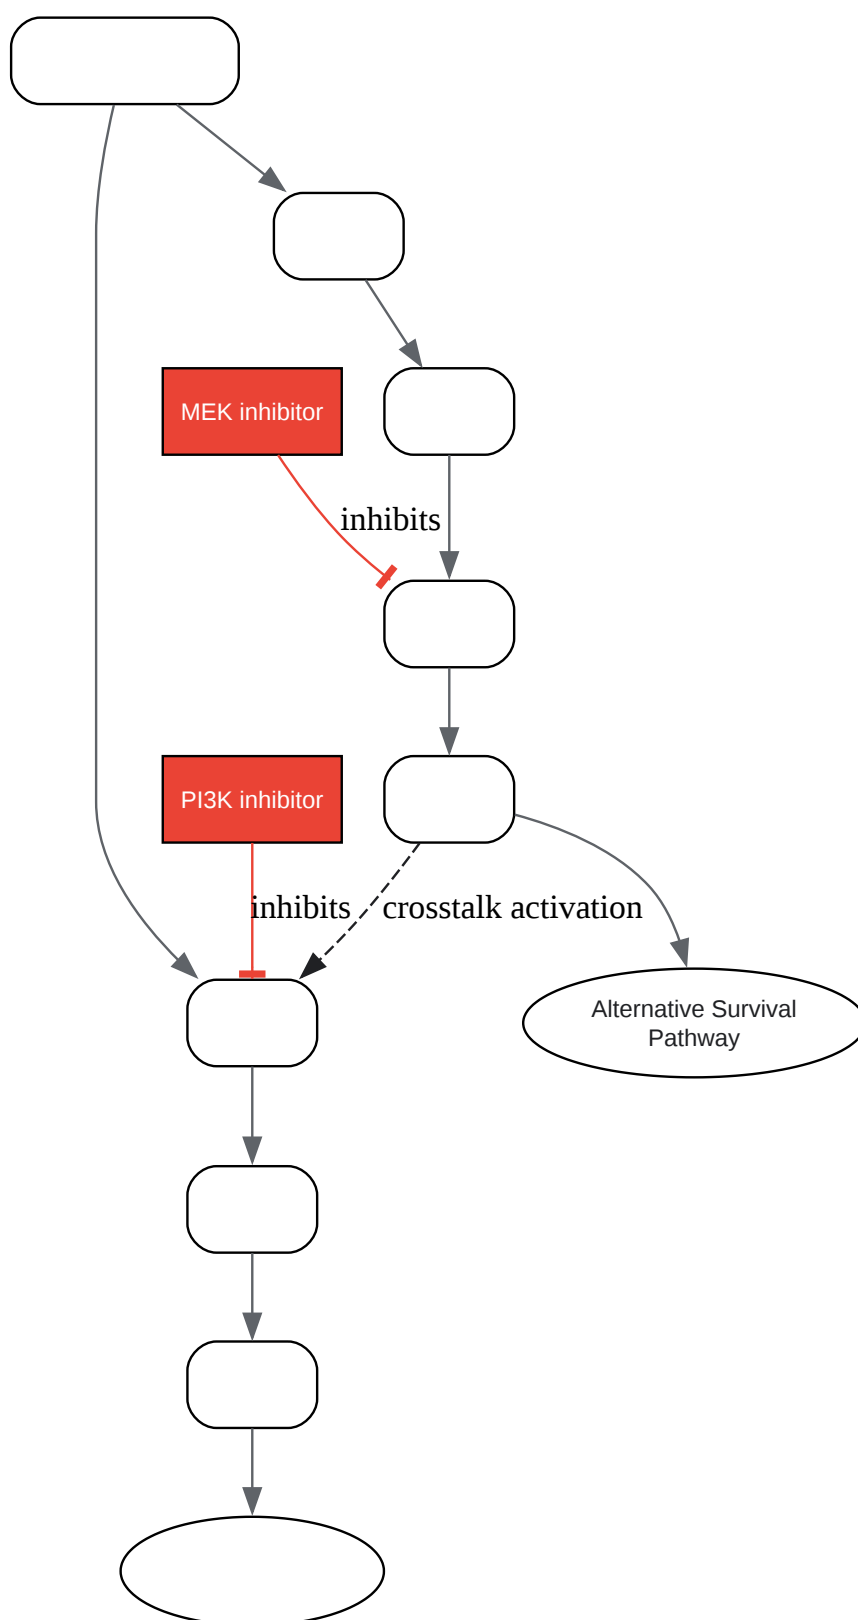 MEK inhibitor
inhibits
PI3K inhibitor
inhibits
crosstalk activation
Alternative Survival
Pathway